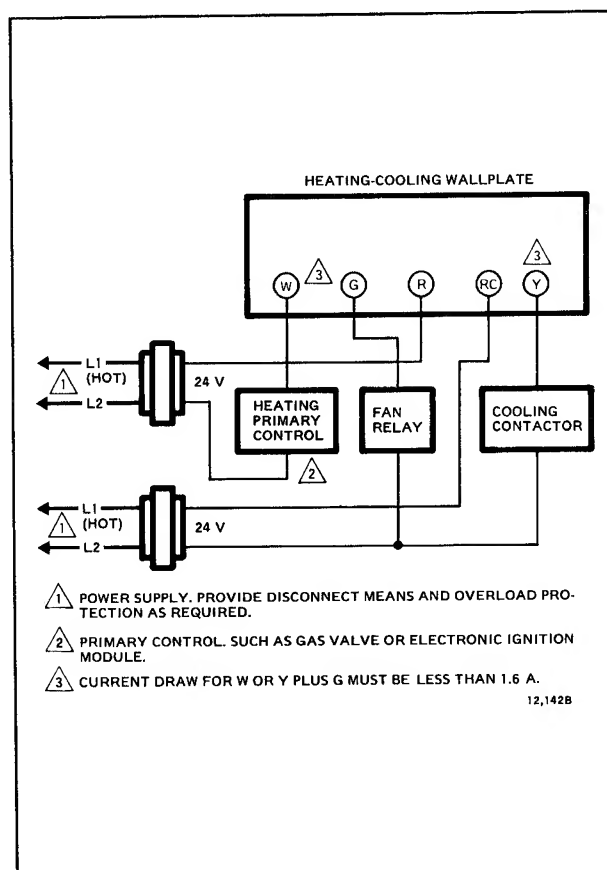 HEATING-COOLING WALLPLATE
3
W
3
G
R
RC
Y
L1
(HOT)
1
L2
24 V
HEATING
PRIMARY
CONTROL
FAN
RELAY
COOLING
CONTACTOR
2
L1
(HOT)
1
L2
24 V
1 POWER SUPPLY. PROVIDE DISCONNECT MEANS AND OVERLOAD PRO-
TECTION AS REQUIRED.
2 PRIMARY CONTROL. SUCH AS GAS VALVE OR ELECTRONIC IGNITION
MODULE.
3 CURRENT DRAW FOR W OR Y PLUS G MUST BE LESS THAN 1.6 A.
12,142B